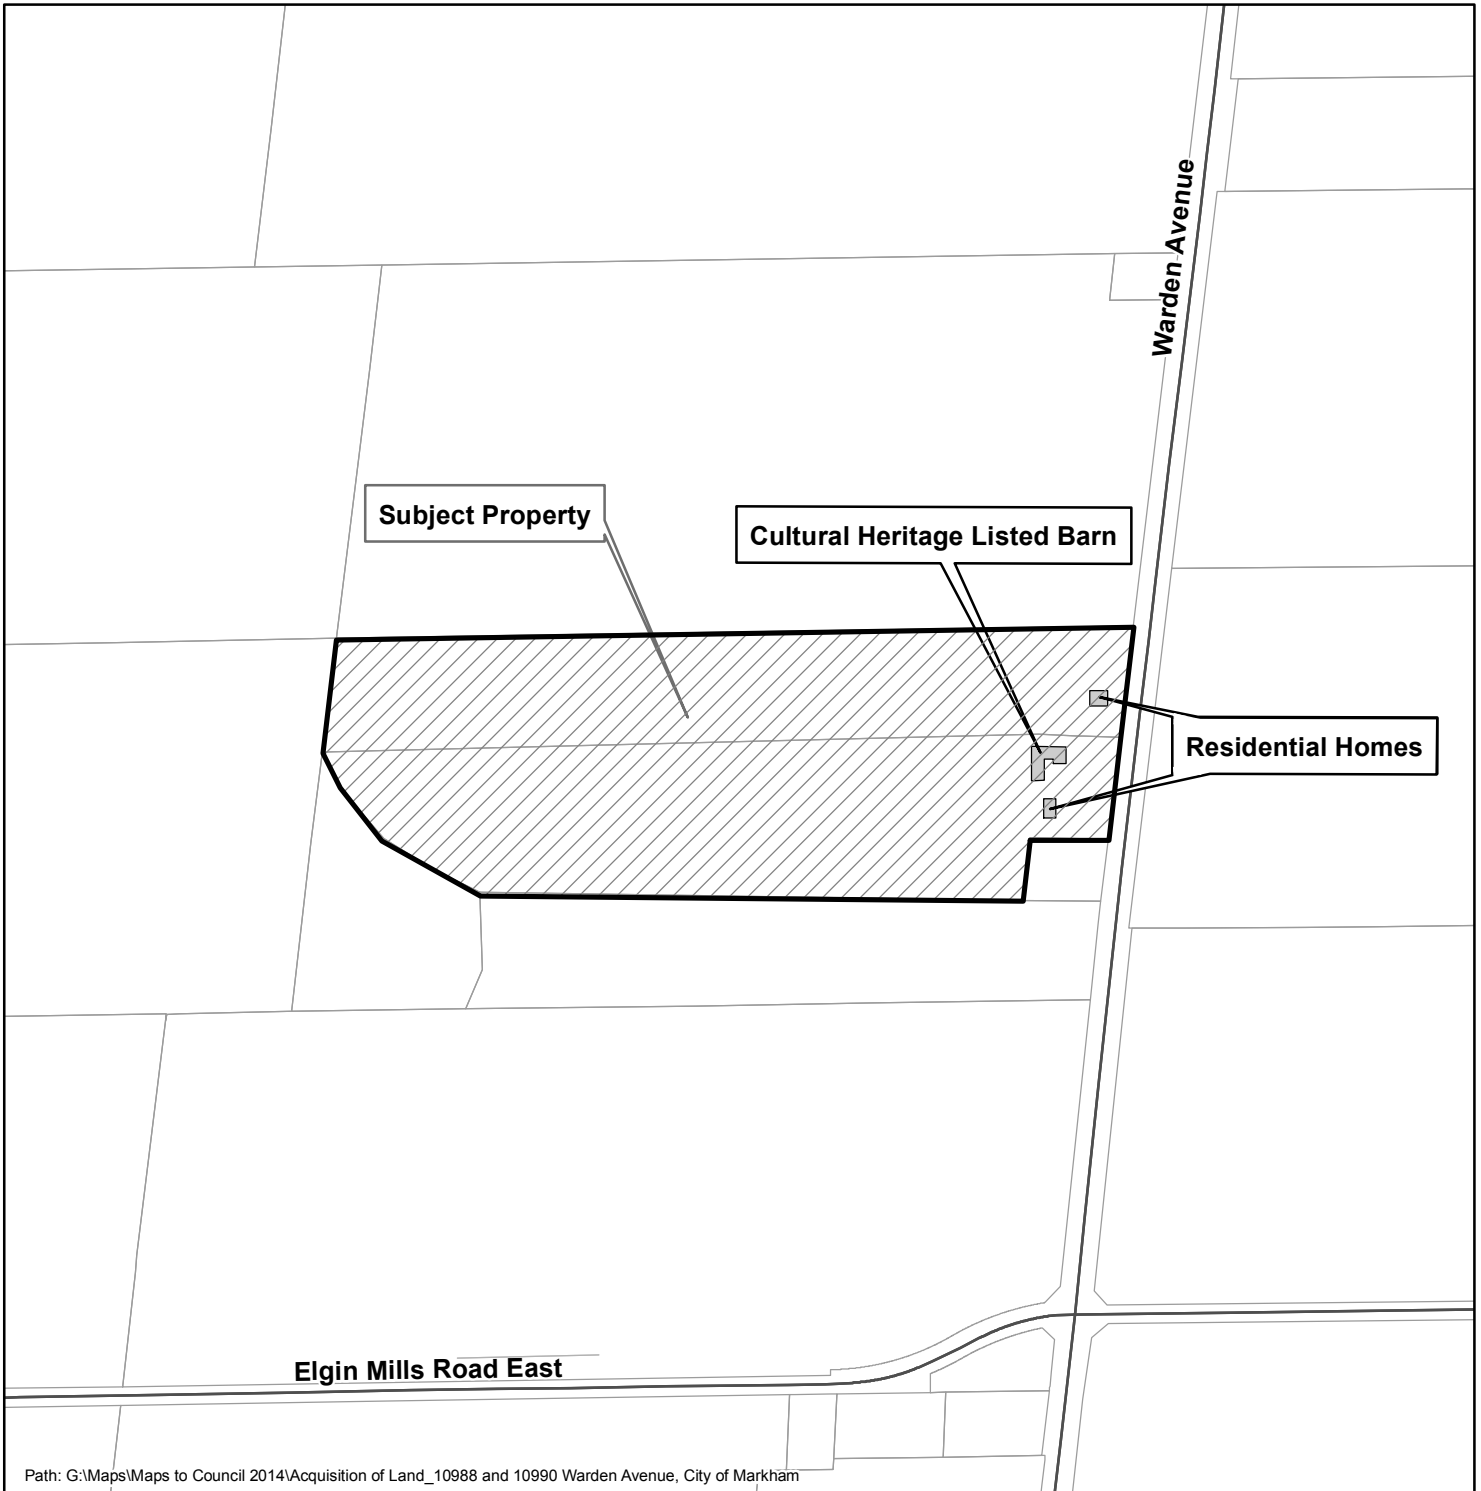 Warden Avenue
Subject Property
Cultural Heritage Listed Barn
Residential Homes
Elgin Mills Road East
Path: G:\Maps\Maps to Council 2014\Acquisition of Land_10988 and 10990 Warden Avenue, City of Markham